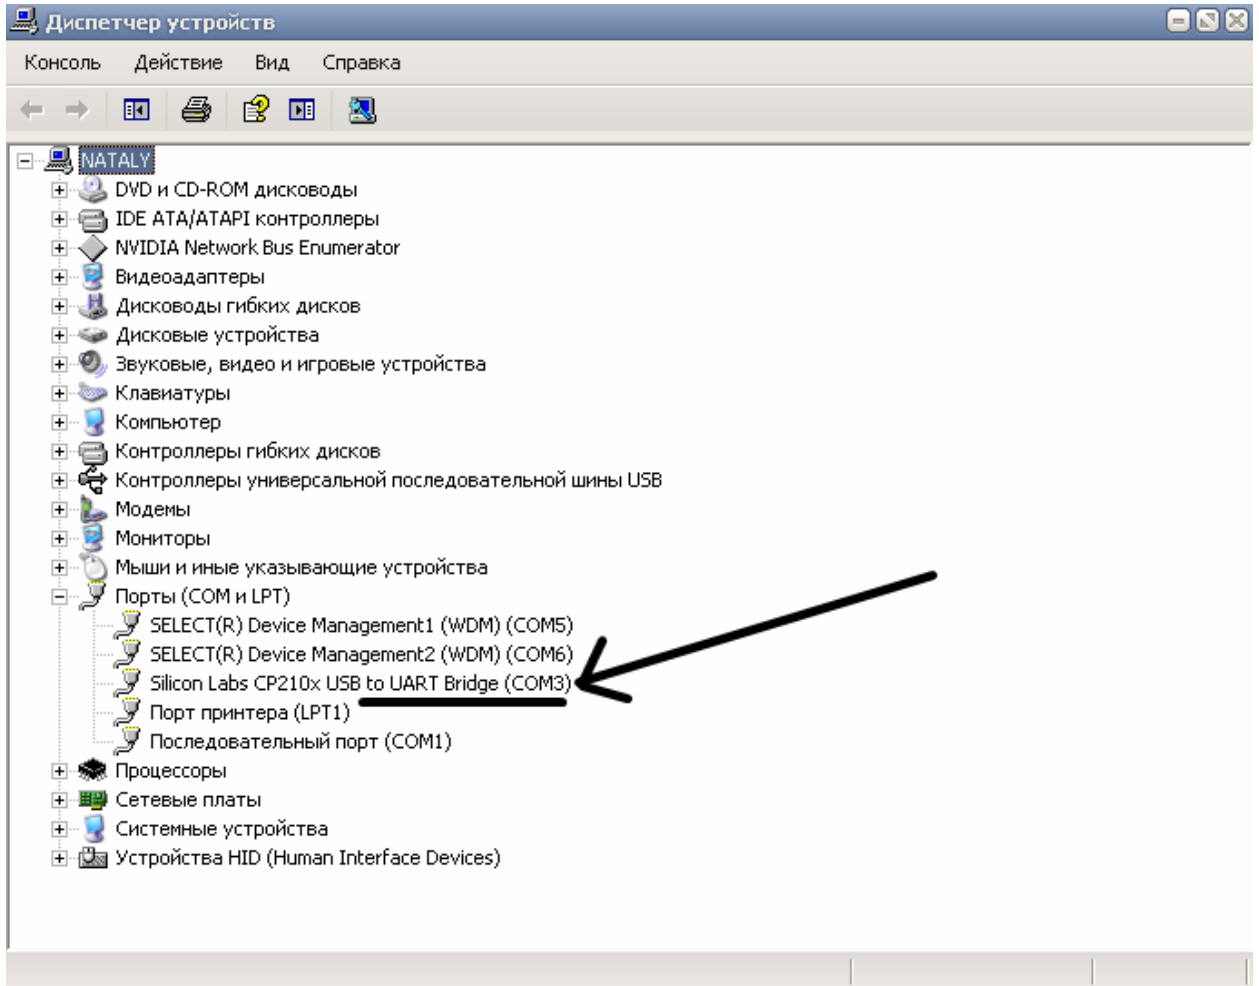 Диспетчер устройств
Консоль Действие Вид Справка
NATALY
DVD и CD-ROM дисководы
IDE ATA/ATAPI контроллеры
NVIDIA Network Bus Enumerator
Видеоадаптеры
Дисководы гибких дисков
Дисковые устройства
Звуковые, видео и игровые устройства
Клавиатуры
Компьютер
Контроллеры гибких дисков
Контроллеры универсальной последовательной шины USB
Модемы
Мониторы
Мыши и иные указывающие устройства
Порты (COM и LPT)
SELECT(R) Device Management1 (WDM) (COM5)
SELECT(R) Device Management2 (WDM) (COM6)
Silicon Labs CP210x USB to UART Bridge (COM3)
Порт принтера (LPT1)
Последовательный порт (COM1)
Процессоры
Сетевые платы
Системные устройства
Устройства HID (Human Interface Devices)